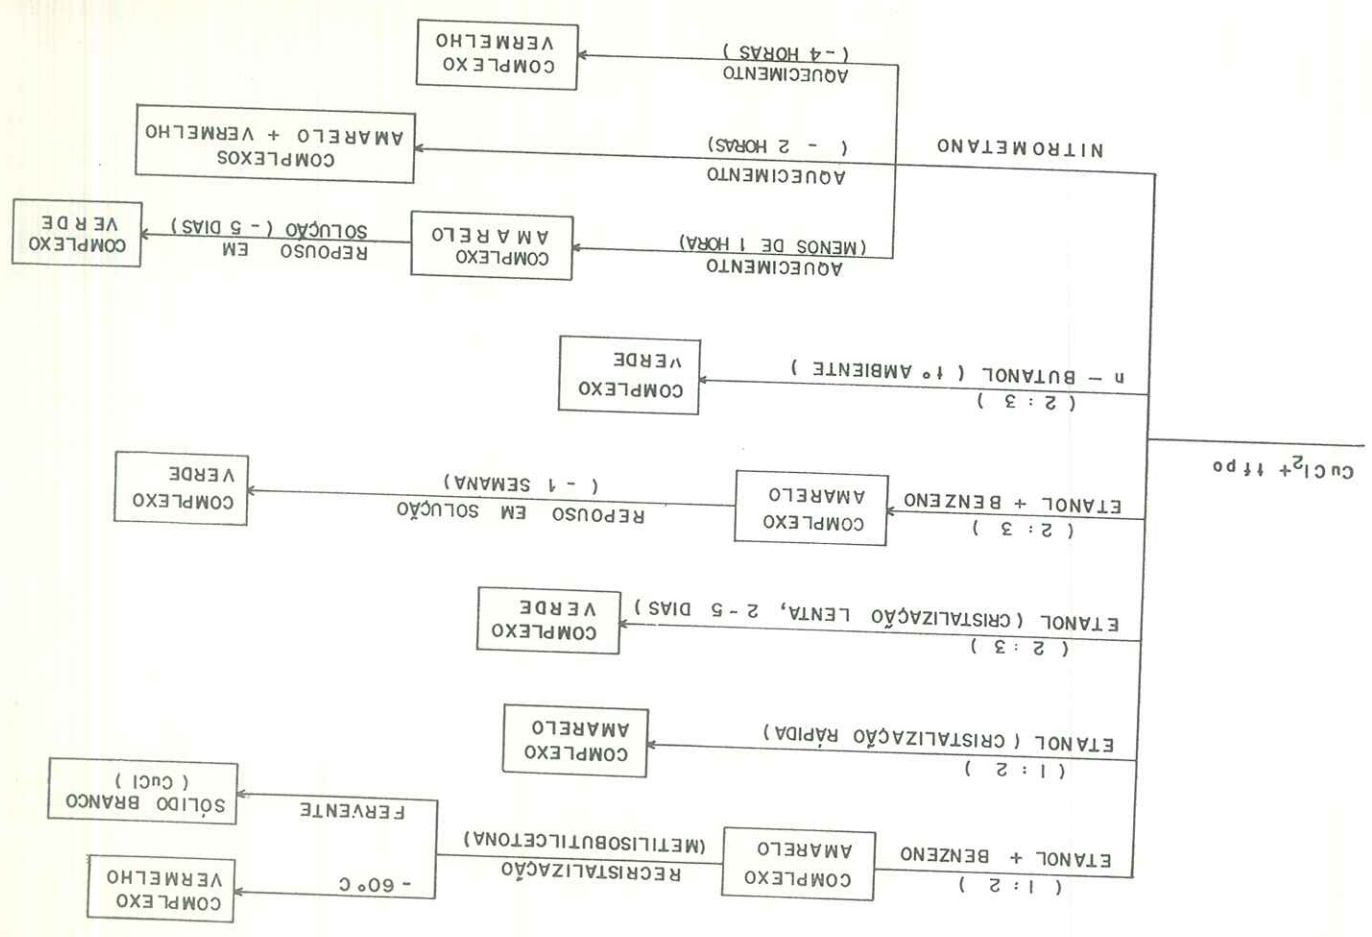 CuCl₂+ tfpo
( 1 : 2 )
ETANOL + BENZENO
COMPLEXO
AMARELO
RECRISTALIZAÇÃO
(METILISOBUTILCETONA)
- 60° C
COMPLEXO
VERMELHO
FERVENTE
SÓLIDO BRANCO
( CuCl )
( 1 : 2 )
ETANOL ( CRISTALIZAÇÃO RÁPIDA)
COMPLEXO
AMARELO
( 2 : 3 )
ETANOL ( CRISTALIZAÇÃO LENTA, 2 - 5 DIAS )
COMPLEXO
VERDE
( 2 : 3 )
ETANOL + BENZENO
COMPLEXO
AMARELO
REPOUSO EM SOLUÇÃO
( - 1 SEMANA)
COMPLEXO
VERDE
( 2 : 3 )
n - BUTANOL ( tº AMBIENTE )
COMPLEXO
VERDE
NITROMETANO
AQUECIMENTO
(MENOS DE 1 HORA)
COMPLEXO
AMARELO
REPOUSO EM
SOLUÇÃO ( - 5 DIAS)
COMPLEXO
VERDE
AQUECIMENTO
( - 2 HORAS)
COMPLEXOS
AMARELO + VERMELHO
AQUECIMENTO
( - 4 HORAS )
COMPLEXO
VERMELHO